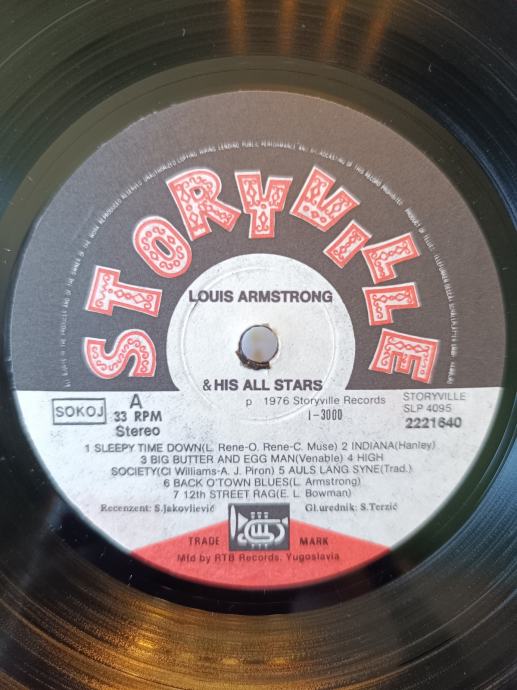 STORYVILLE
LOUIS ARMSTRONG
& HIS ALL STARS
p 1976 Storyville Records
1-3000
SOKOJ
A
33 RPM
Stereo
STORYVILLE
SLP 4095
2221640
1 SLEEPY TIME DOWN(L. Rene-O. Rene-C. Muse) 2 INDIANA(Hanley)
3 BIG BUTTER AND EGG MAN(Venable) 4 HIGH
SOCIETY(Cl Williams-A. J. Piron) 5 AULS LANG SYNE(Trad.)
6 BACK O'TOWN BLUES(L. Armstrong)
7 12th STREET RAG(E. L. Bowman)
Recenzent: S.Jakovliević Gl.urednik: S.Terzić
TRADE MARK
Mfd by RTB Records, Yugoslavia